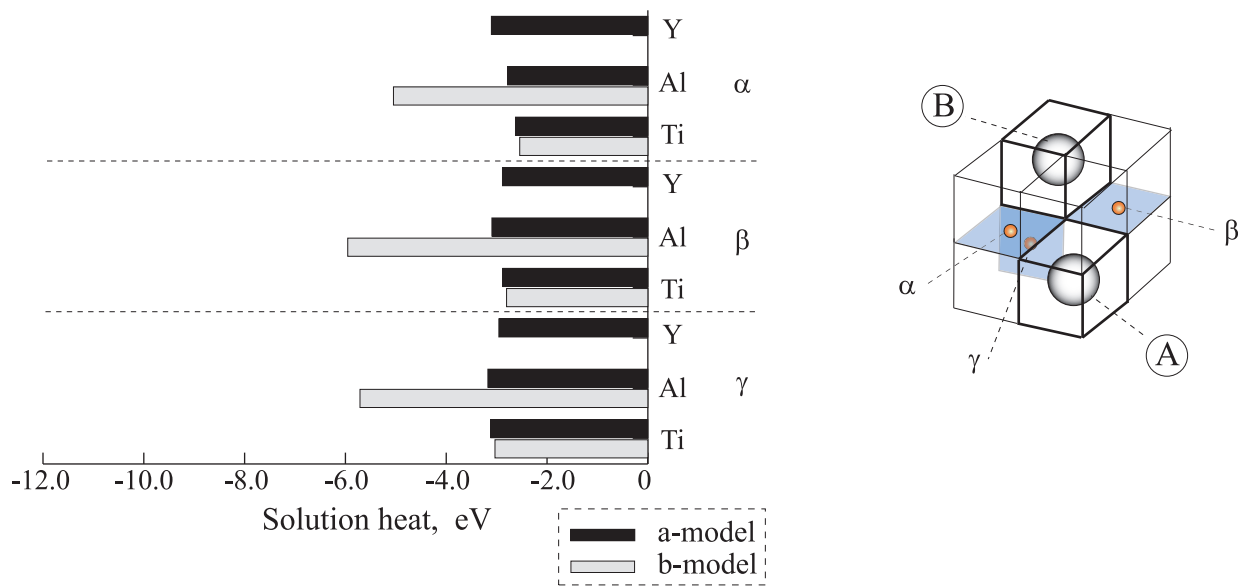 Y
Al α
Ti
Y
Al β
Ti
Y
Al γ
Ti
-12.0 -10.0 -8.0 -6.0 -4.0 -2.0 0
Solution heat, eV
a-model
b-model
B
β
α
γ
A